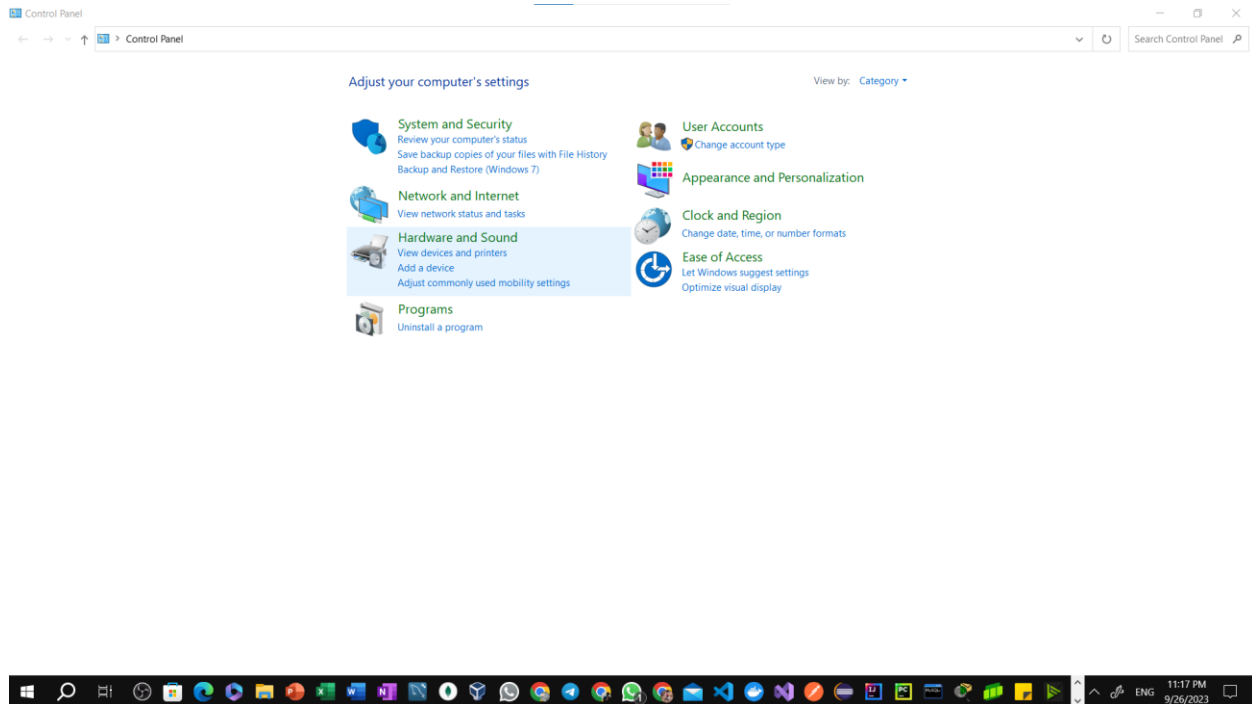 Control Panel
Control Panel
Search Control Panel
Adjust your computer's settings
View by: Category
System and Security
Review your computer's status
Save backup copies of your files with File History
Backup and Restore (Windows 7)
Network and Internet
View network status and tasks
Hardware and Sound
View devices and printers
Add a device
Adjust commonly used mobility settings
Programs
Uninstall a program
User Accounts
Change account type
Appearance and Personalization
Clock and Region
Change date, time, or number formats
Ease of Access
Let Windows suggest settings
Optimize visual display
ENG
11:17 PM
9/26/2023